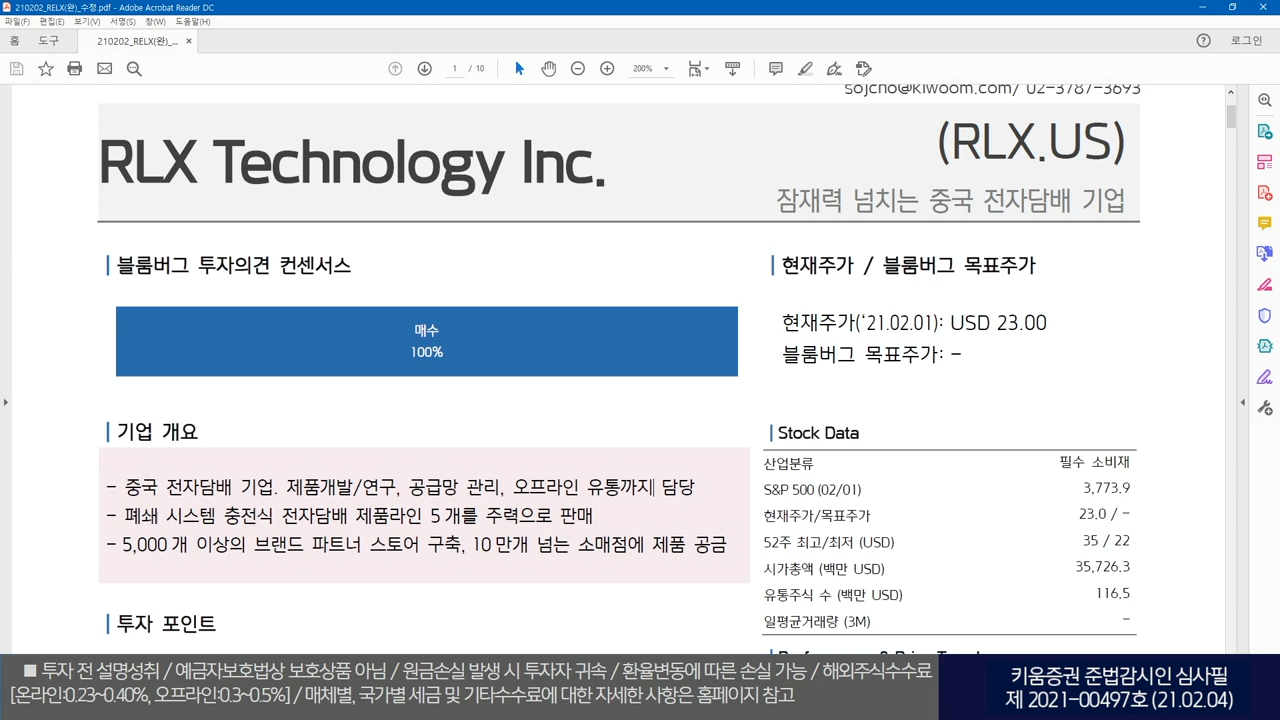 210202_RELX(완)_수정.pdf - Adobe Acrobat Reader DC
파일(F) 편집(E) 보기(V) 서명(S) 창(W) 도움말(H)
홈 도구 210202_RELX(완)_... × 로그인
1 / 10 200%
sojcho@kiwoom.com/ 02-3787-3693
RLX Technology Inc.
(RLX.US)
잠재력 넘치는 중국 전자담배 기업
블룸버그 투자의견 컨센서스
매수
100%
현재주가 / 블룸버그 목표주가
현재주가(‘21.02.01): USD 23.00
블룸버그 목표주가: -
기업 개요
- 중국 전자담배 기업. 제품개발/연구, 공급망 관리, 오프라인 유통까지 담당
- 폐쇄 시스템 충전식 전자담배 제품라인 5개를 주력으로 판매
- 5,000개 이상의 브랜드 파트너 스토어 구축, 10만개 넘는 소매점에 제품 공급
투자 포인트
Stock Data
산업분류 필수 소비재
S&P 500 (02/01) 3,773.9
현재주가/목표주가 23.0 / -
52주 최고/최저 (USD) 35 / 22
시가총액 (백만 USD) 35,726.3
유통주식 수 (백만 USD) 116.5
일평균거래량 (3M) -
■ 투자 전 설명성취 / 예금자보호법상 보호상품 아님 / 원금손실 발생 시 투자자 귀속 / 환율변동에 따른 손실 가능 / 해외주식수수료
[온라인:0.23~0.40%, 오프라인:0.3~0.5%] / 매체별, 국가별 세금 및 기타수수료에 대한 자세한 사항은 홈페이지 참고
키움증권 준법감시인 심사필
제 2021-00497호 (21.02.04)